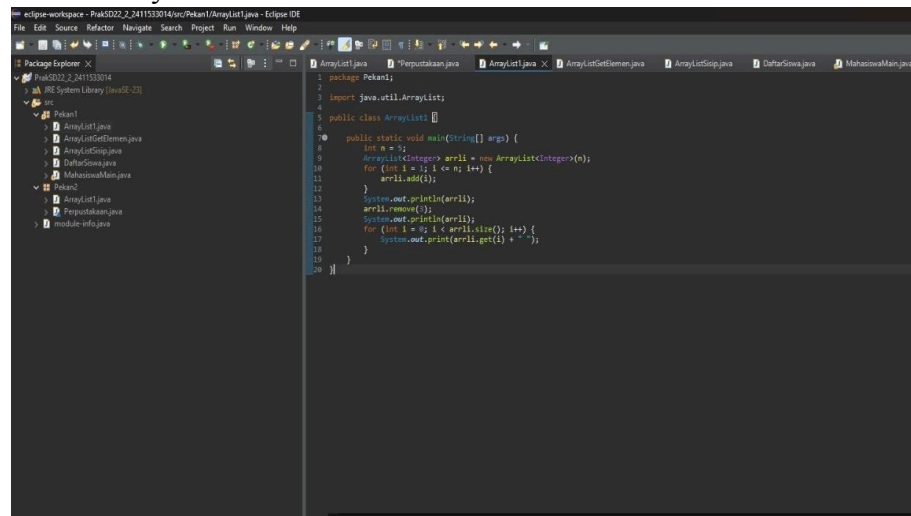 eclipse-workspace - PrakSD22_2_2411533014/src/Pekan1/ArrayList1.java - Eclipse IDE
File Edit Source Refactor Navigate Search Project Run Window Help
Package Explorer
PrakSD22_2_2411533014
JRE System Library [JavaSE-23]
src
Pekan1
ArrayList1.java
ArrayListGetElemen.java
ArrayListSisip.java
DaftarSiswa.java
MahasiswaMain.java
Pekan2
ArrayList1.java
Perpustakaan.java
module-info.java
ArrayList1.java *Perpustakaan.java ArrayList1.java ArrayListGetElemen.java ArrayListSisip.java DaftarSiswa.java MahasiswaMain.java
1 package Pekan1;
2
3 import java.util.ArrayList;
4
5 public class ArrayList1 {
6
7 public static void main(String[] args) {
8 int n = 5;
9 ArrayList<Integer> arrli = new ArrayList<Integer>(n);
10 for (int i = 1; i <= n; i++) {
11 arrli.add(i);
12 }
13 System.out.println(arrli);
14 arrli.remove(3);
15 System.out.println(arrli);
16 for (int i = 0; i < arrli.size(); i++) {
17 System.out.print(arrli.get(i) + " ");
18 }
19 }
20 }